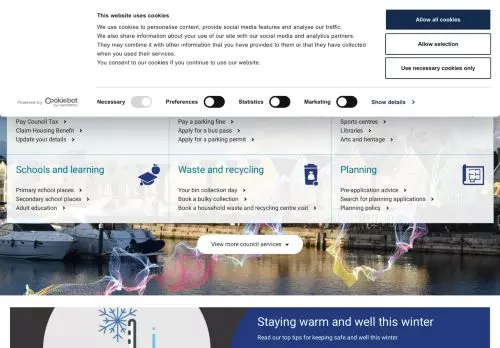 This website uses cookies
We use cookies to personalise content, provide social media features and analyse our traffic.
We also share information about your use of our site with our social media and analytics partners.
They may combine it with other information that you have provided to them or that they have collected
when you used their services.
You consent to our cookies if you continue to use our website.
Allow all cookies
Allow selection
Use necessary cookies only
Powered by Cookiebot
Necessary
Preferences
Statistics
Marketing
Show details
Pay Council Tax
Claim Housing Benefit
Update your details
Pay a parking fine
Apply for a bus pass
Apply for a parking permit
Sports centres
Libraries
Arts and heritage
Schools and learning
Primary school places
Secondary school places
Adult education
Waste and recycling
Your bin collection day
Book a bulky collection
Book a household waste and recycling centre visit
Planning
Pre-application advice
Search for planning applications
Planning policy
View more council services
Staying warm and well this winter
Read our top tips for keeping safe and well this winter.